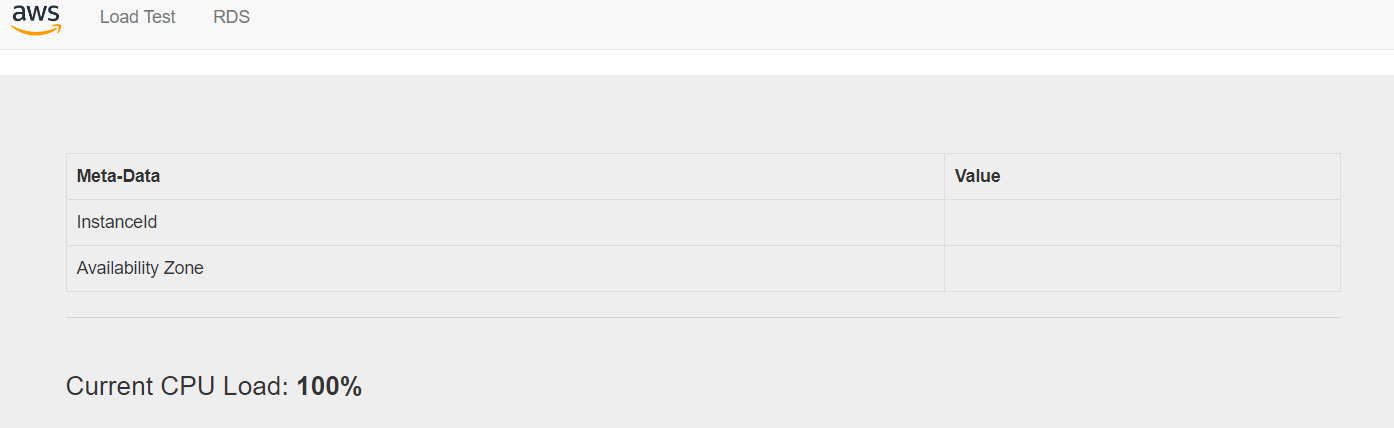 aws Load Test RDS
Meta-Data Value
InstanceId
Availability Zone
Current CPU Load: 100%